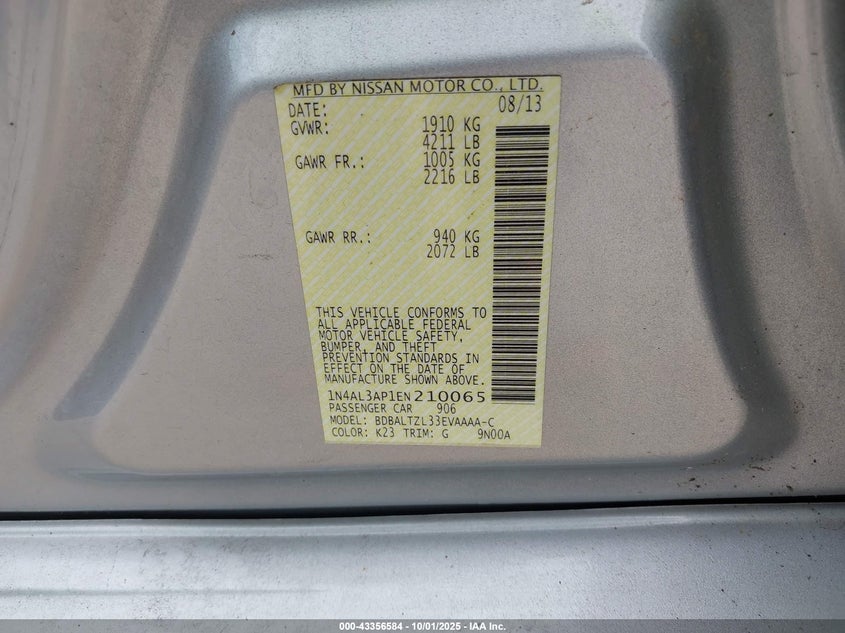 MFD BY NISSAN MOTOR CO., LTD.
DATE: 08/13
GVWR: 1910 KG
4211 LB
GAWR FR.: 1005 KG
2216 LB
GAWR RR.: 940 KG
2072 LB
THIS VEHICLE CONFORMS TO
ALL APPLICABLE FEDERAL
MOTOR VEHICLE SAFETY,
BUMPER, AND THEFT
PREVENTION STANDARDS IN
EFFECT ON THE DATE OF
MANUFACTURE SHOWN ABOVE.
1N4AL3AP1EN210065
PASSENGER CAR 906
MODEL: BDBALTZL33EVAAAA-C
COLOR: K23 TRIM: G 9N00A
000-43356584 - 10/01/2025 - IAA Inc.